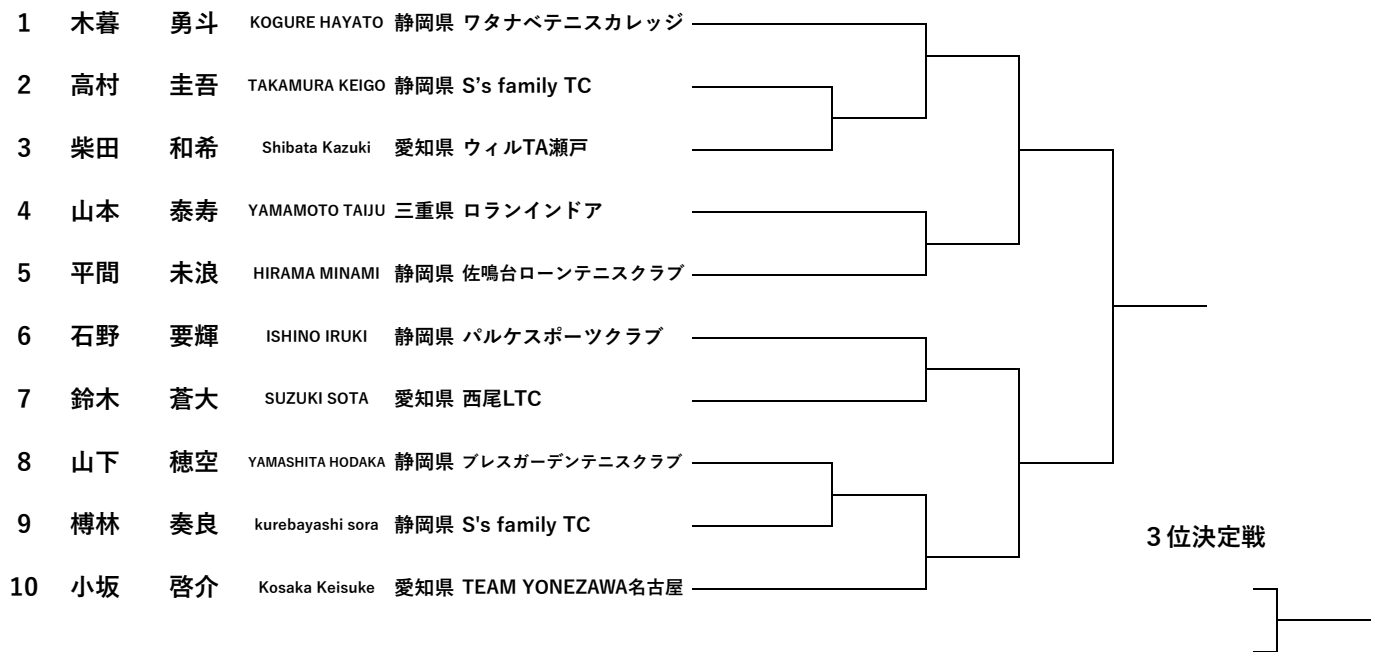 1 木暮 勇斗 KOGURE HAYATO 静岡県 ワタナベテニスカレッジ
2 高村 圭吾 TAKAMURA KEIGO 静岡県 S’s family TC
3 柴田 和希 Shibata Kazuki 愛知県 ウィルTA瀬戸
4 山本 泰寿 YAMAMOTO TAIJU 三重県 ロランインドア
5 平間 未浪 HIRAMA MINAMI 静岡県 佐鳴台ローンテニスクラブ
6 石野 要輝 ISHINO IRUKI 静岡県 パルケスポーツクラブ
7 鈴木 蒼大 SUZUKI SOTA 愛知県 西尾LTC
8 山下 穂空 YAMASHITA HODAKA 静岡県 ブレスガーデンテニスクラブ
9 榑林 奏良 kurebayashi sora 静岡県 S's family TC
3位決定戦
10 小坂 啓介 Kosaka Keisuke 愛知県 TEAM YONEZAWA名古屋